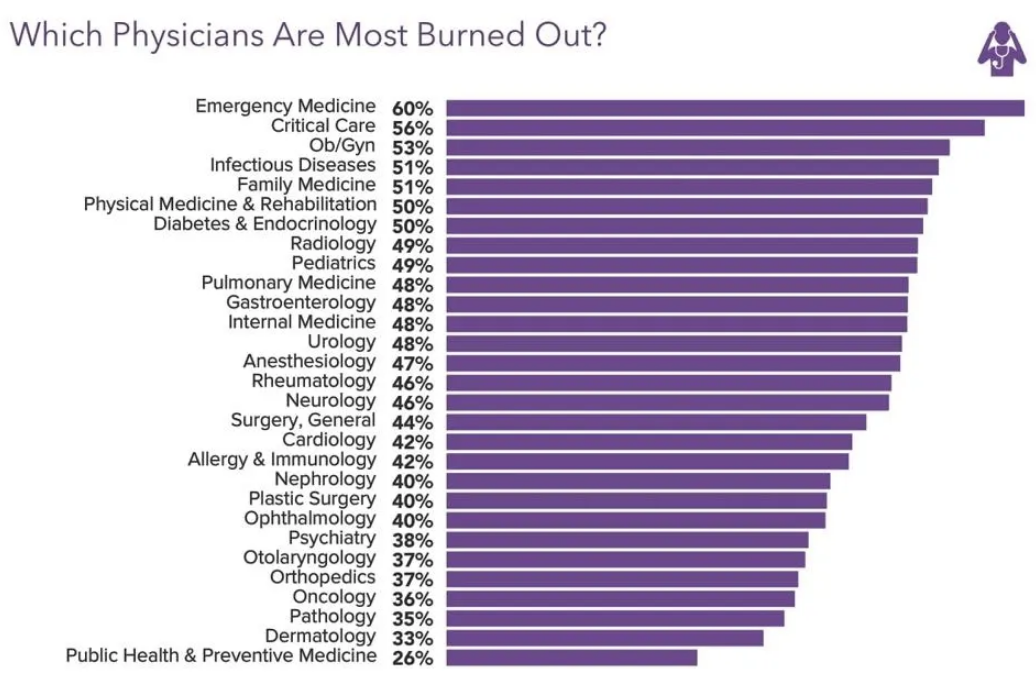 Which Physicians Are Most Burned Out?
Emergency Medicine 60%
Critical Care 56%
Ob/Gyn 53%
Infectious Diseases 51%
Family Medicine 51%
Physical Medicine & Rehabilitation 50%
Diabetes & Endocrinology 50%
Radiology 49%
Pediatrics 49%
Pulmonary Medicine 48%
Gastroenterology 48%
Internal Medicine 48%
Urology 48%
Anesthesiology 47%
Rheumatology 46%
Neurology 46%
Surgery, General 44%
Cardiology 42%
Allergy & Immunology 42%
Nephrology 40%
Plastic Surgery 40%
Ophthalmology 40%
Psychiatry 38%
Otolaryngology 37%
Orthopedics 37%
Oncology 36%
Pathology 35%
Dermatology 33%
Public Health & Preventive Medicine 26%